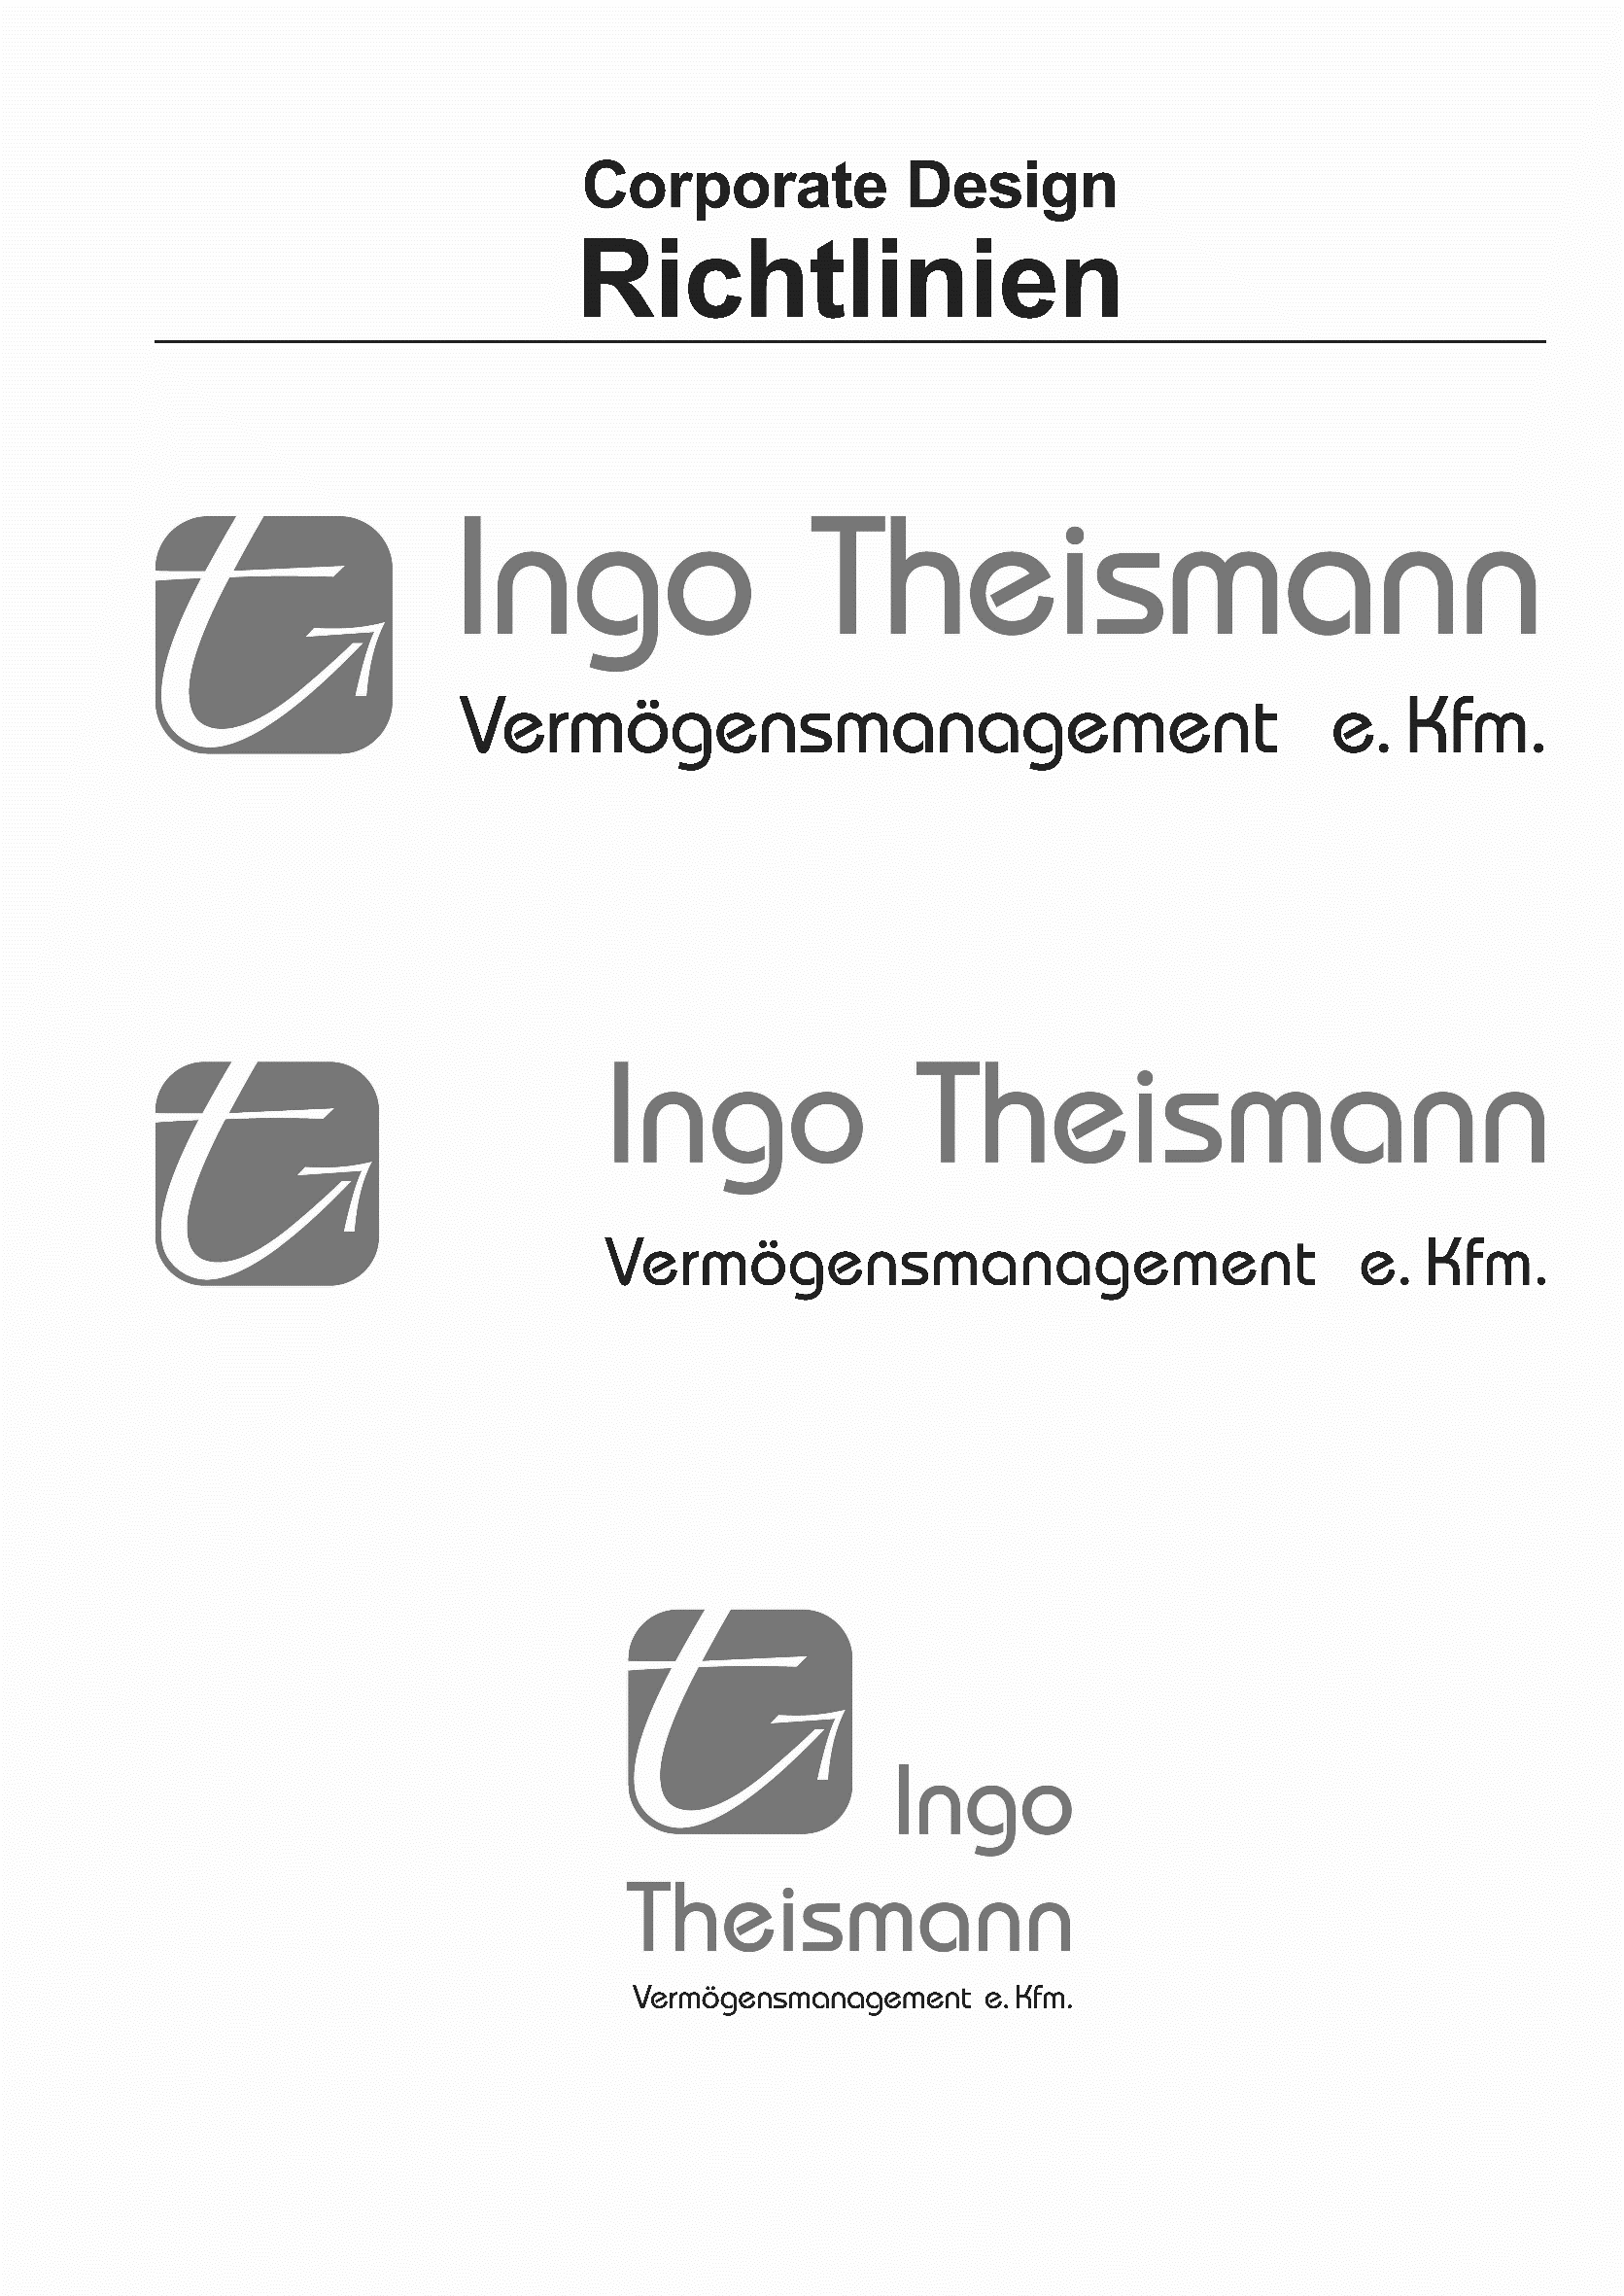 Corporate Design
Richtlinien
Ingo Theismann
Vermögensmanagement e. Kfm.
Ingo Theismann
Vermögensmanagement e. Kfm.
Ingo
Theismann
Vermögensmanagement e. Kfm.